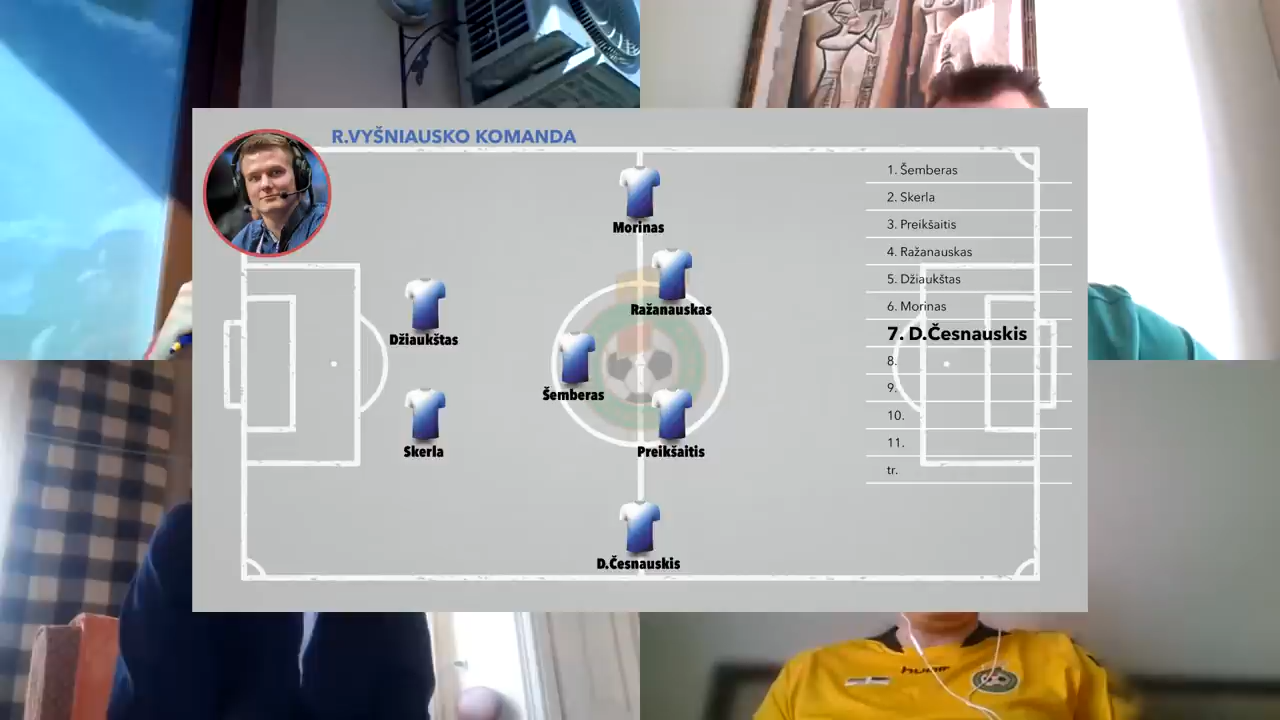 R.VYŠNIAUSKO KOMANDA
Morinas
Ražanauskas
Džiaukštas
Šemberas
Skerla
Preikšaitis
D.Česnauskis
1. Šemberas
2. Skerla
3. Preikšaitis
4. Ražanauskas
5. Džiaukštas
6. Morinas
7. D.Česnauskis
8.
9.
10.
11.
tr.